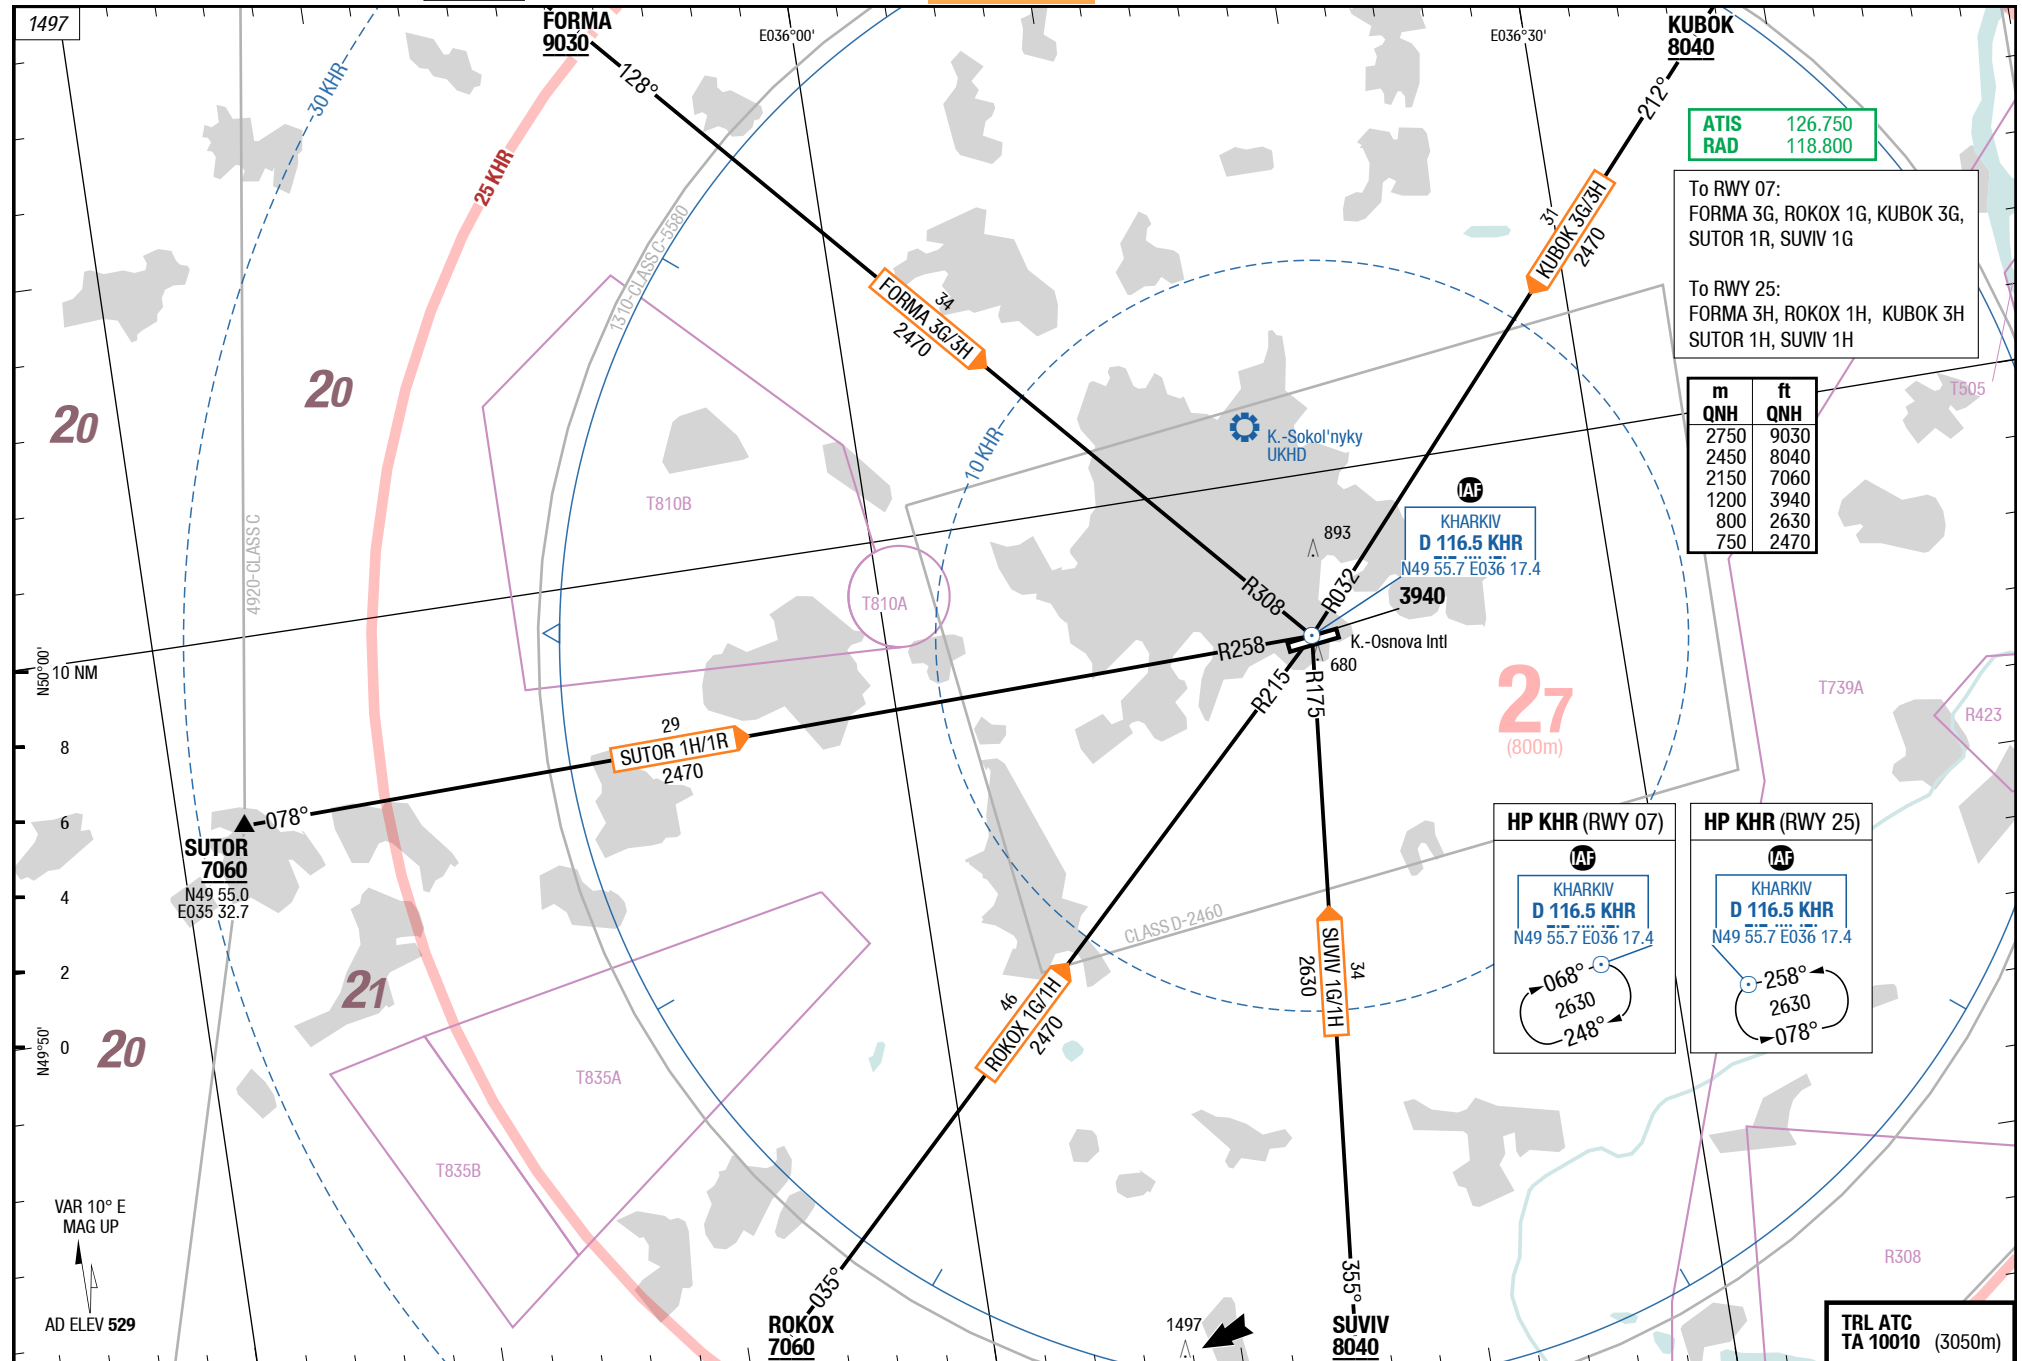 1497
FORMA
9030
E036°00'
E036°30'
KUBOK
8040
30 KHR
25 KHR
128°
212°
ATIS 126.750
RAD 118.800
To RWY 07:
FORMA 3G, ROKOX 1G, KUBOK 3G,
SUTOR 1R, SUVIV 1G
To RWY 25:
FORMA 3H, ROKOX 1H, KUBOK 3H
SUTOR 1H, SUVIV 1H
1310-CLASS C-5580
31
KUBOK 3G/3H
2470
34
FORMA 3G/3H
2470
20
20
m ft
QNH QNH
2750 9030
2450 8040
2150 7060
1200 3940
800 2630
750 2470
T505
10 KHR
K.-Sokol'nyky
UKHD
T810B
IAF
KHARKIV
D 116.5 KHR
N49 55.7 E036 17.4
893
4920-CLASS C
T810A
R308
R032
3940
K.-Osnova Intl
R258
680
R215
R175
N50°00'
10 NM
27
(800m)
T739A
R423
29
SUTOR 1H/1R
2470
8
6
078°
SUTOR
7060
N49 55.0
E035 32.7
4
2
0
N49°50'
21
20
CLASS D-2460
46
ROKOX 1G/1H
2470
34
SUVIV 1G/1H
2630
HP KHR (RWY 07)
IAF
KHARKIV
D 116.5 KHR
N49 55.7 E036 17.4
068°
2630
248°
HP KHR (RWY 25)
IAF
KHARKIV
D 116.5 KHR
N49 55.7 E036 17.4
258°
2630
078°
T835A
T835B
VAR 10° E
MAG UP
AD ELEV 529
035°
ROKOX
7060
1497
355°
SUVIV
8040
R308
TRL ATC
TA 10010 (3050m)